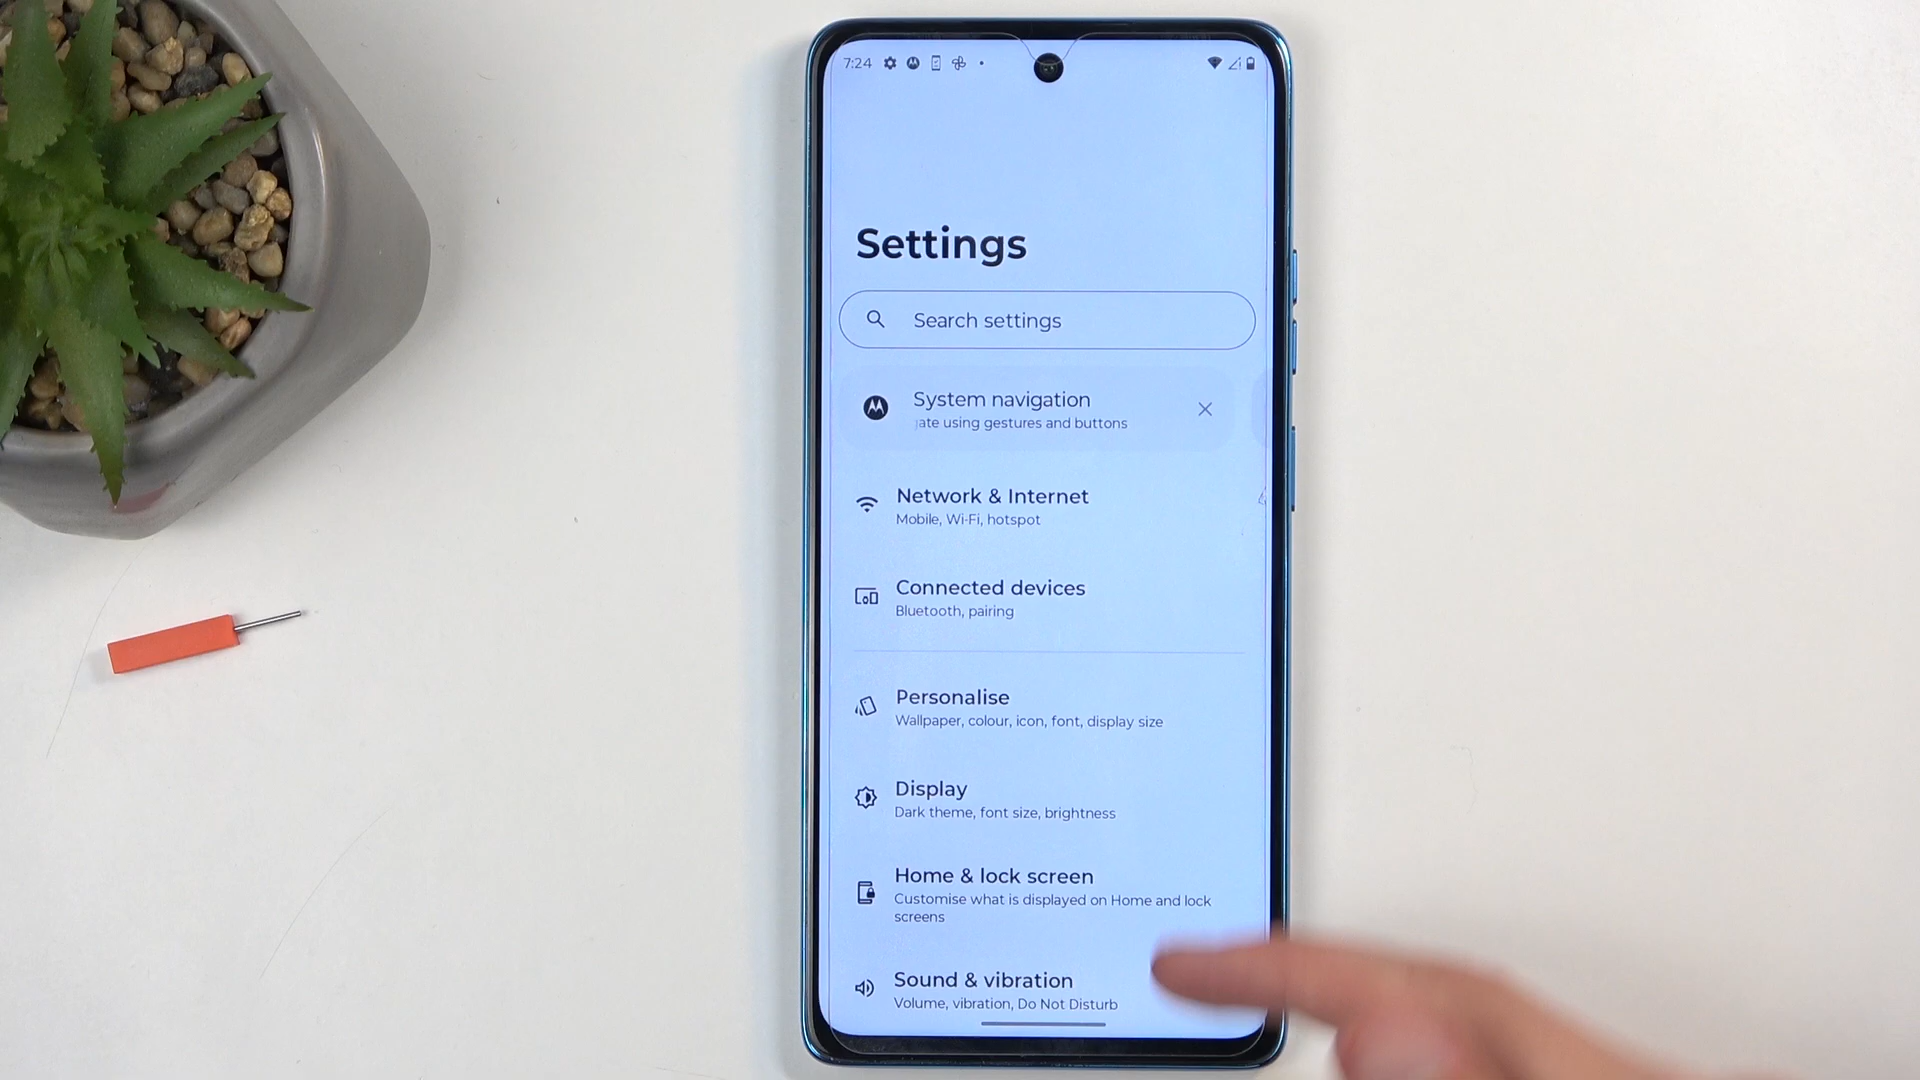 7:24
Settings
Search settings
System navigation
ate using gestures and buttons
Network & Internet
Mobile, Wi-Fi, hotspot
Connected devices
Bluetooth, pairing
Personalise
Wallpaper, colour, icon, font, display size
Display
Dark theme, font size, brightness
Home & lock screen
Customise what is displayed on Home and lock
screens
Sound & vibration
Volume, vibration, Do Not Disturb